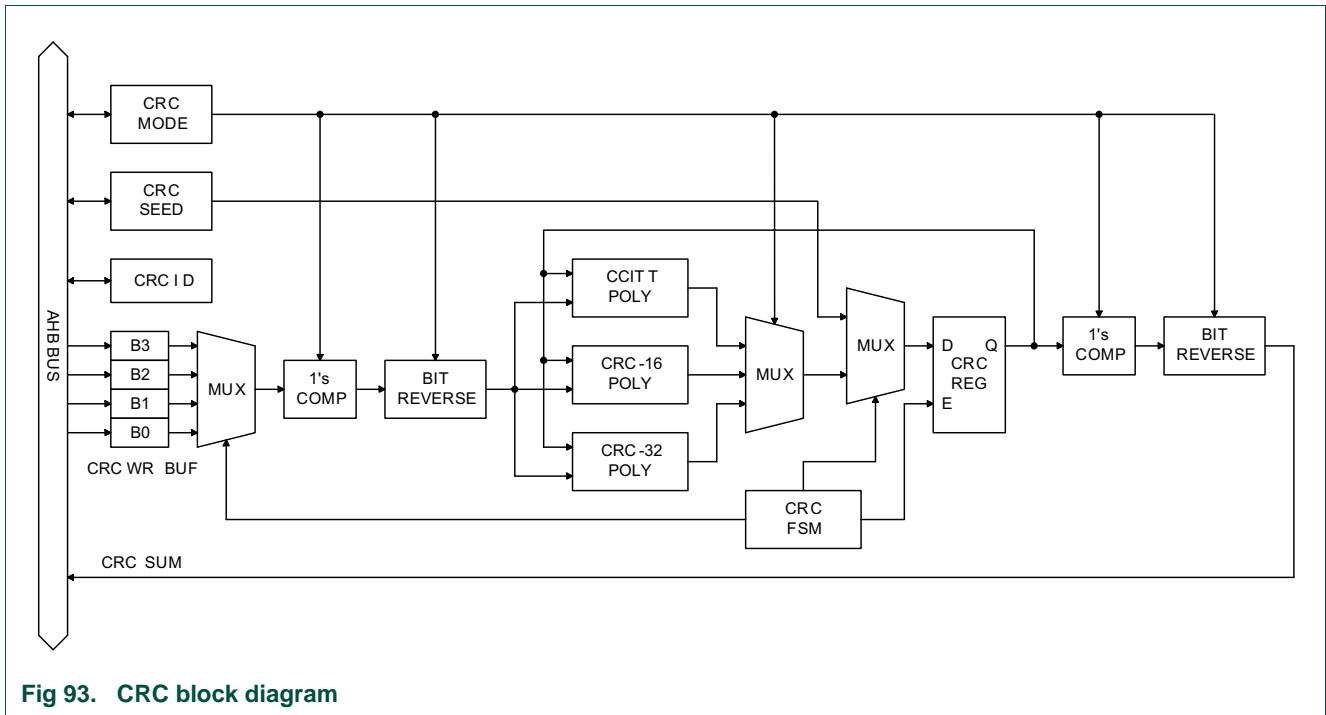 AHB BUS
CRC
MODE
CRC
SEED
CRC ID
B3
B2
B1
B0
CRC WR BUF
MUX
1's
COMP
BIT
REVERSE
CCITT
POLY
CRC-16
POLY
CRC-32
POLY
MUX
MUX
CRC
FSM
D Q
CRC
REG
E
1's
COMP
BIT
REVERSE
CRC SUM
Fig 93. CRC block diagram